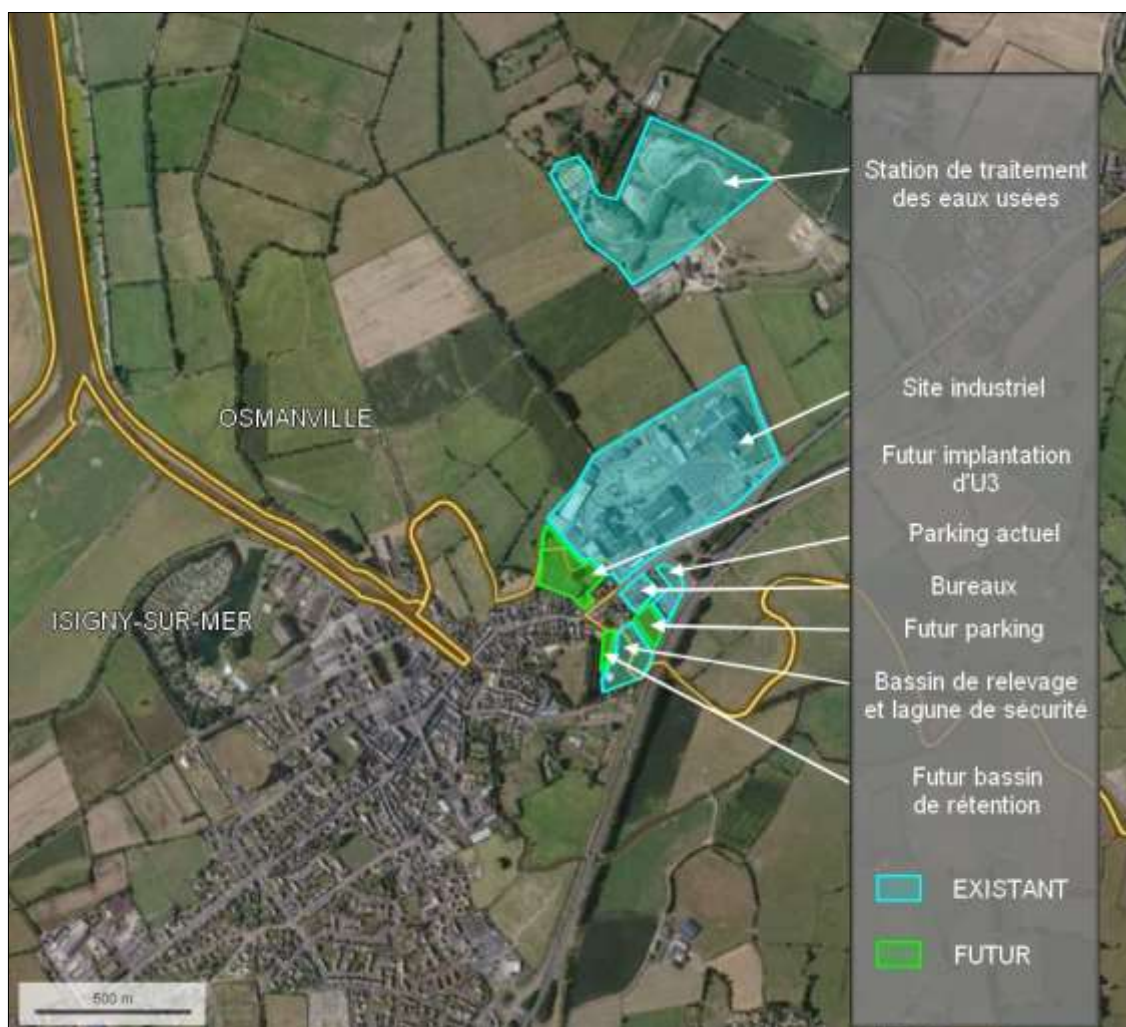 Station de traitement
des eaux usées
Site industriel
Futur implantation
d'U3
Parking actuel
Bureaux
Futur parking
Bassin de relevage
et lagune de sécurité
Futur bassin
de rétention
EXISTANT
FUTUR
OSMANVILLE
ISIGNY-SUR-MER
500 m